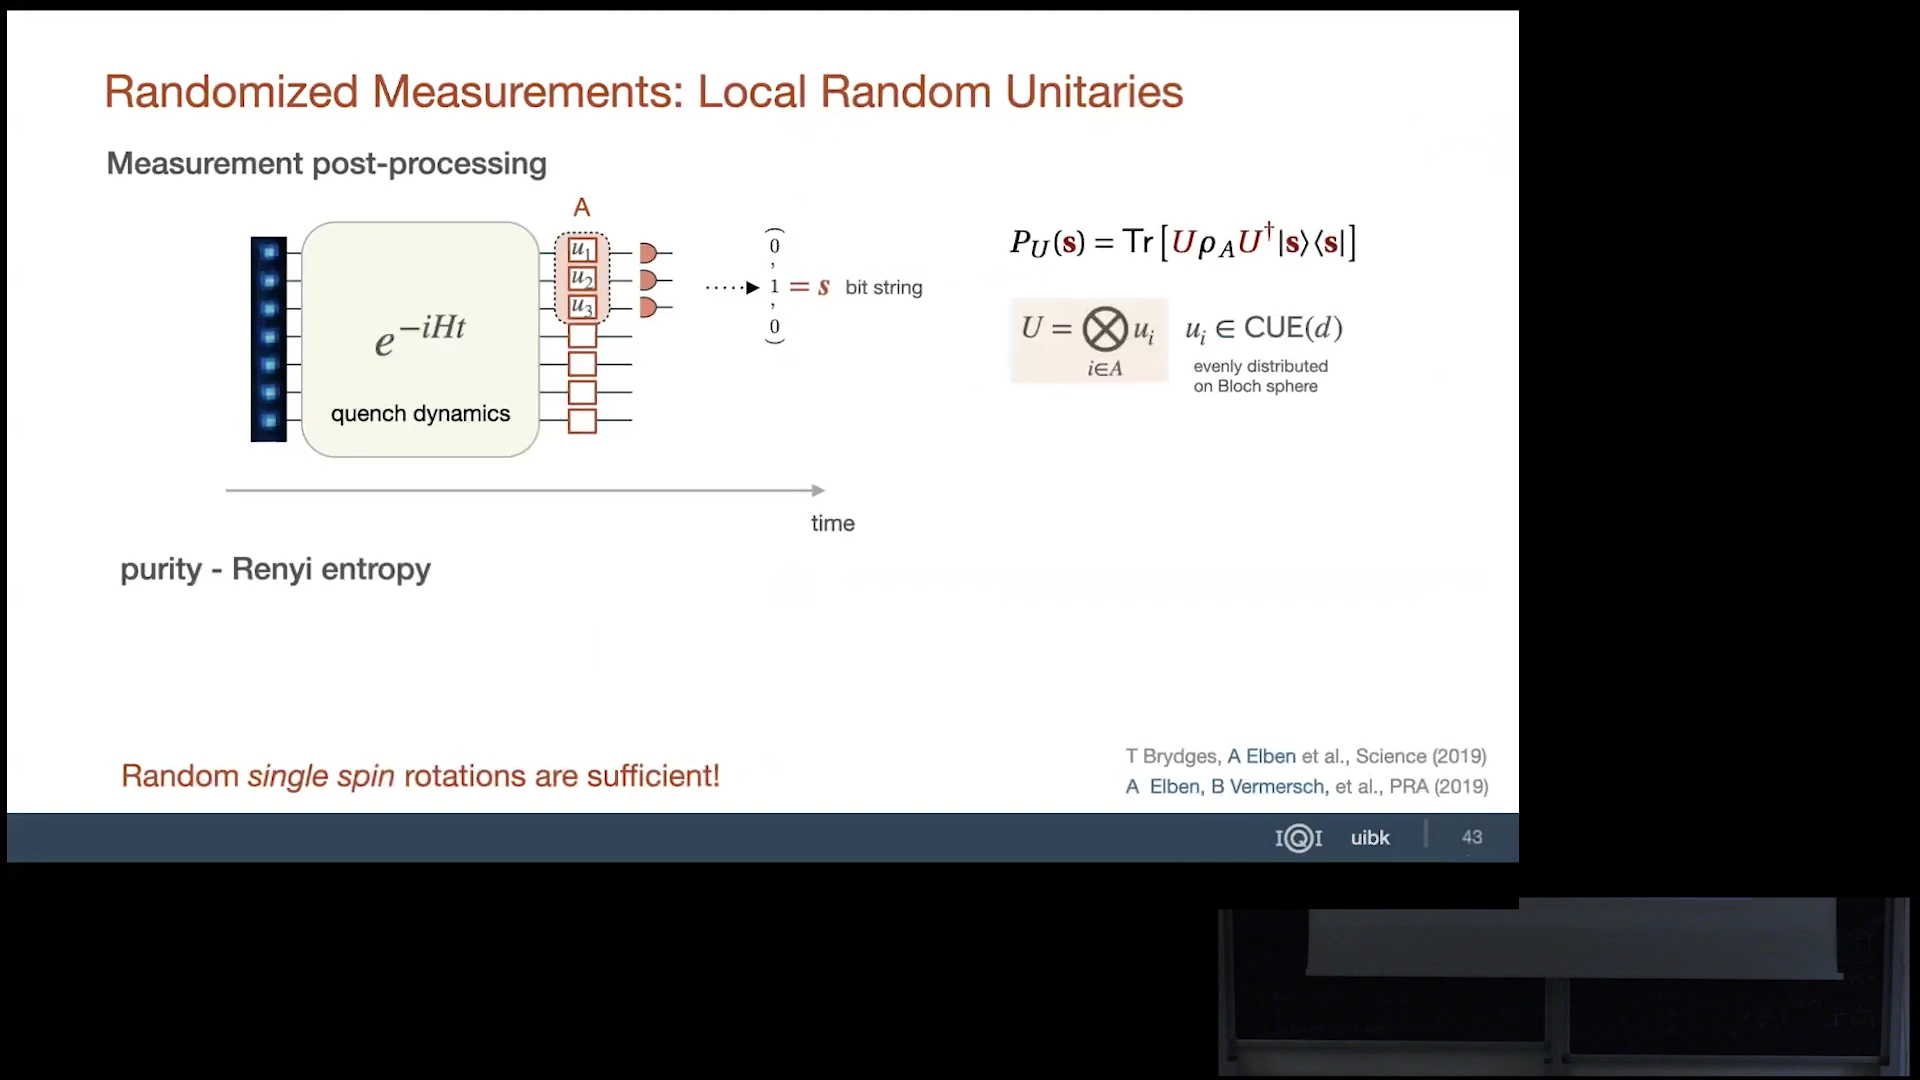 Randomized Measurements: Local Random Unitaries
Measurement post-processing
A
u₁
u₂
u₃
e^{-iHt}
quench dynamics
(0, 1, 0) = s bit string
P_U(s) = Tr[Uρ_A U†|s⟩⟨s|]
U = ⨂_{i∈A} u_i u_i ∈ CUE(d)
evenly distributed
on Bloch sphere
time
purity - Renyi entropy
Random single spin rotations are sufficient!
T Brydges, A Elben et al., Science (2019)
A Elben, B Vermersch, et al., PRA (2019)
IQI uibk 43